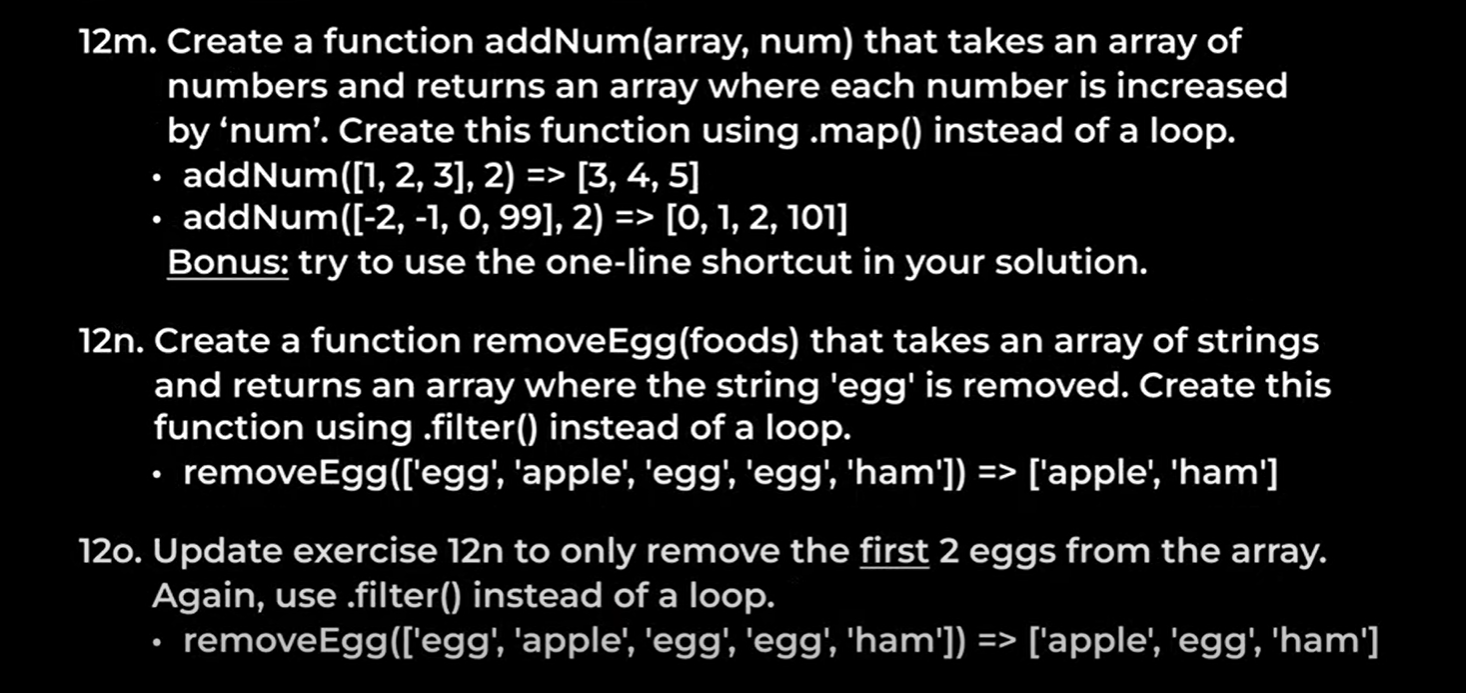 12m. Create a function addNum(array, num) that takes an array of
numbers and returns an array where each number is increased
by ‘num’. Create this function using .map() instead of a loop.
• addNum([1, 2, 3], 2) => [3, 4, 5]
• addNum([-2, -1, 0, 99], 2) => [0, 1, 2, 101]
Bonus: try to use the one-line shortcut in your solution.
12n. Create a function removeEgg(foods) that takes an array of strings
and returns an array where the string 'egg' is removed. Create this
function using .filter() instead of a loop.
• removeEgg(['egg', 'apple', 'egg', 'egg', 'ham']) => ['apple', 'ham']
12o. Update exercise 12n to only remove the first 2 eggs from the array.
Again, use .filter() instead of a loop.
• removeEgg(['egg', 'apple', 'egg', 'egg', 'ham']) => ['apple', 'egg', 'ham']